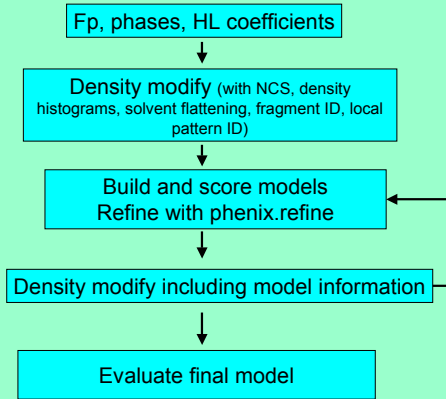 Fp, phases, HL coefficients
Density modify (with NCS, density
histograms, solvent flattening, fragment ID, local
pattern ID)
Build and score models
Refine with phenix.refine
Density modify including model information
Evaluate final model